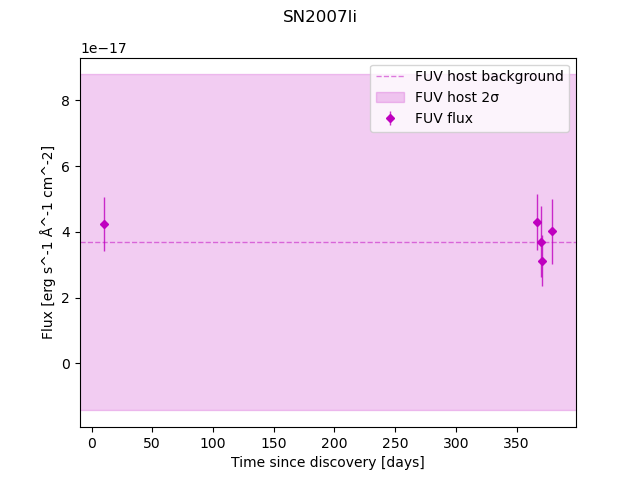 SN2007li
1e−17
FUV host background
FUV host 2σ
FUV flux
8
6
4
2
0
Flux [erg s^-1 Å^-1 cm^-2]
0 50 100 150 200 250 300 350
Time since discovery [days]